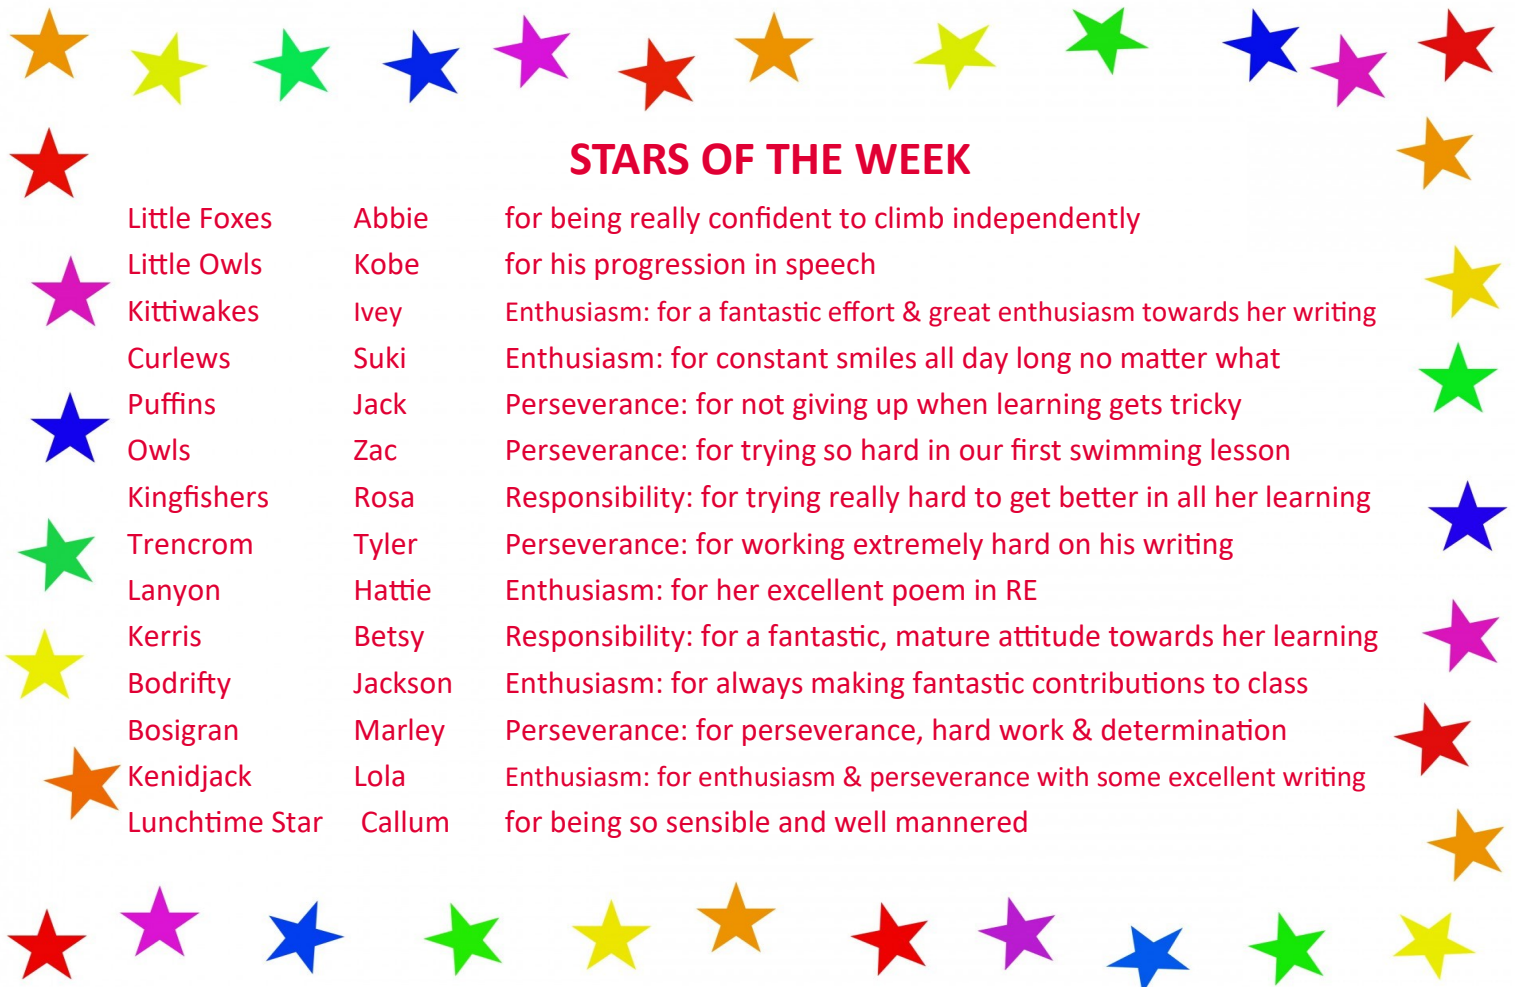 STARS OF THE WEEK
Little Foxes Abbie for being really confident to climb independently
Little Owls Kobe for his progression in speech
Kittiwakes Ivey Enthusiasm: for a fantastic effort & great enthusiasm towards her writing
Curlews Suki Enthusiasm: for constant smiles all day long no matter what
Puffins Jack Perseverance: for not giving up when learning gets tricky
Owls Zac Perseverance: for trying so hard in our first swimming lesson
Kingfishers Rosa Responsibility: for trying really hard to get better in all her learning
Trencrom Tyler Perseverance: for working extremely hard on his writing
Lanyon Hattie Enthusiasm: for her excellent poem in RE
Kerris Betsy Responsibility: for a fantastic, mature attitude towards her learning
Bodrifty Jackson Enthusiasm: for always making fantastic contributions to class
Bosigran Marley Perseverance: for perseverance, hard work & determination
Kenidjack Lola Enthusiasm: for enthusiasm & perseverance with some excellent writing
Lunchtime Star Callum for being so sensible and well mannered